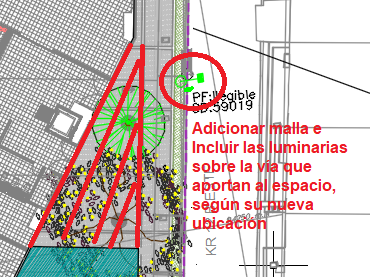 PF:Ilegible
CD:59019
Adicionar malla e
Incluir las luminarias
sobre la vía que
aportan al espacio,
según su nueva
ubicación
KR